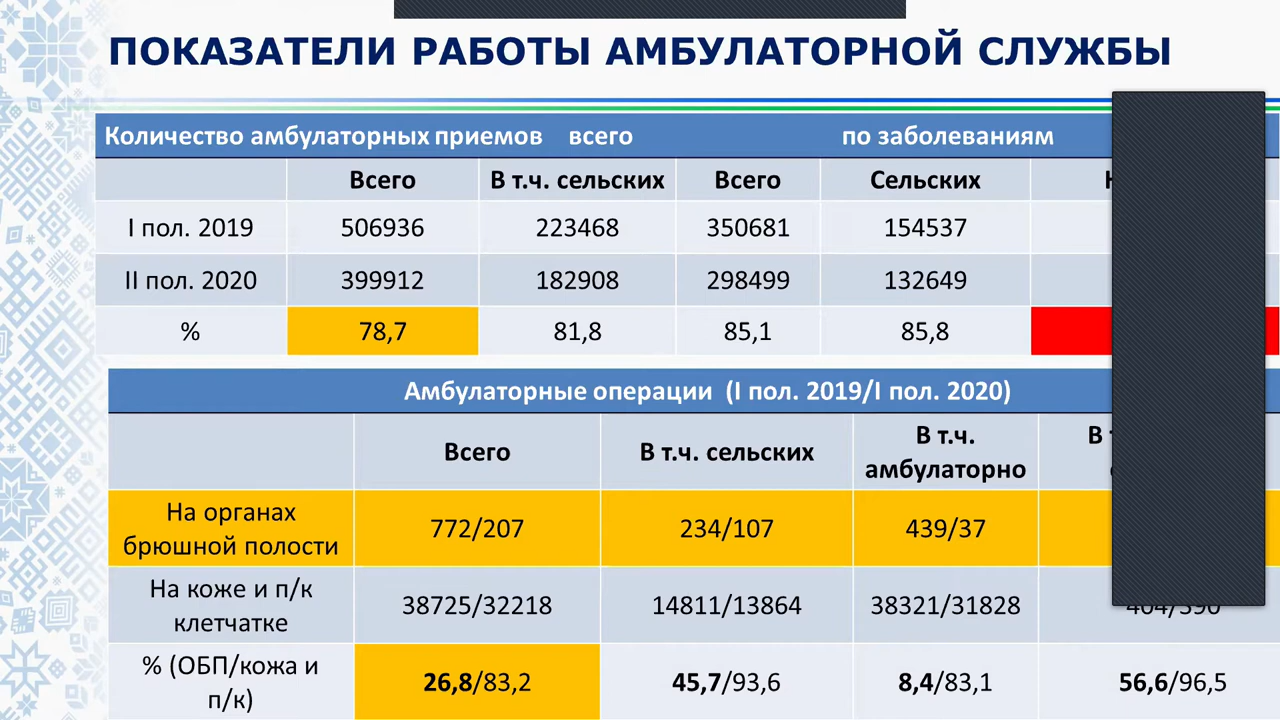 ПОКАЗАТЕЛИ РАБОТЫ АМБУЛАТОРНОЙ СЛУЖБЫ
Количество амбулаторных приемов всего по заболеваниям
Всего В т.ч. сельских Всего Сельских
I пол. 2019 506936 223468 350681 154537
II пол. 2020 399912 182908 298499 132649
% 78,7 81,8 85,1 85,8
Амбулаторные операции (I пол. 2019/I пол. 2020)
Всего В т.ч. сельских В т.ч. амбулаторно В
На органах брюшной полости 772/207 234/107 439/37
На коже и п/к клетчатке 38725/32218 14811/13864 38321/31828
% (ОБП/кожа и п/к) 26,8/83,2 45,7/93,6 8,4/83,1 56,6/96,5